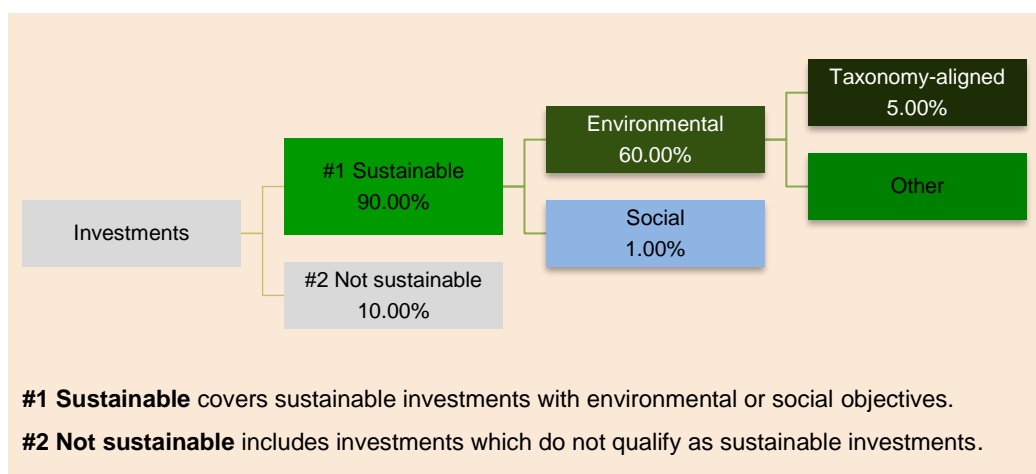 Investments
#1 Sustainable
90.00%
#2 Not sustainable
10.00%
Environmental
60.00%
Social
1.00%
Taxonomy-aligned
5.00%
Other
#1 Sustainable covers sustainable investments with environmental or social objectives.
#2 Not sustainable includes investments which do not qualify as sustainable investments.